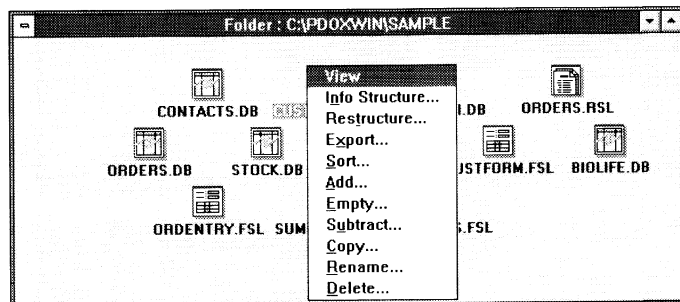 Folder : C:\PDOXWIN\SAMPLE
View
Info Structure...
Restructure...
Export...
Sort...
Add...
Empty...
Subtract...
Copy...
Rename...
Delete...
CONTACTS.DB
CUS
I.DB
ORDERS.RSL
ORDERS.DB
STOCK.DB
USTFORM.FSL
BIOLIFE.DB
ORDENTRY.FSL
SUM
S.FSL